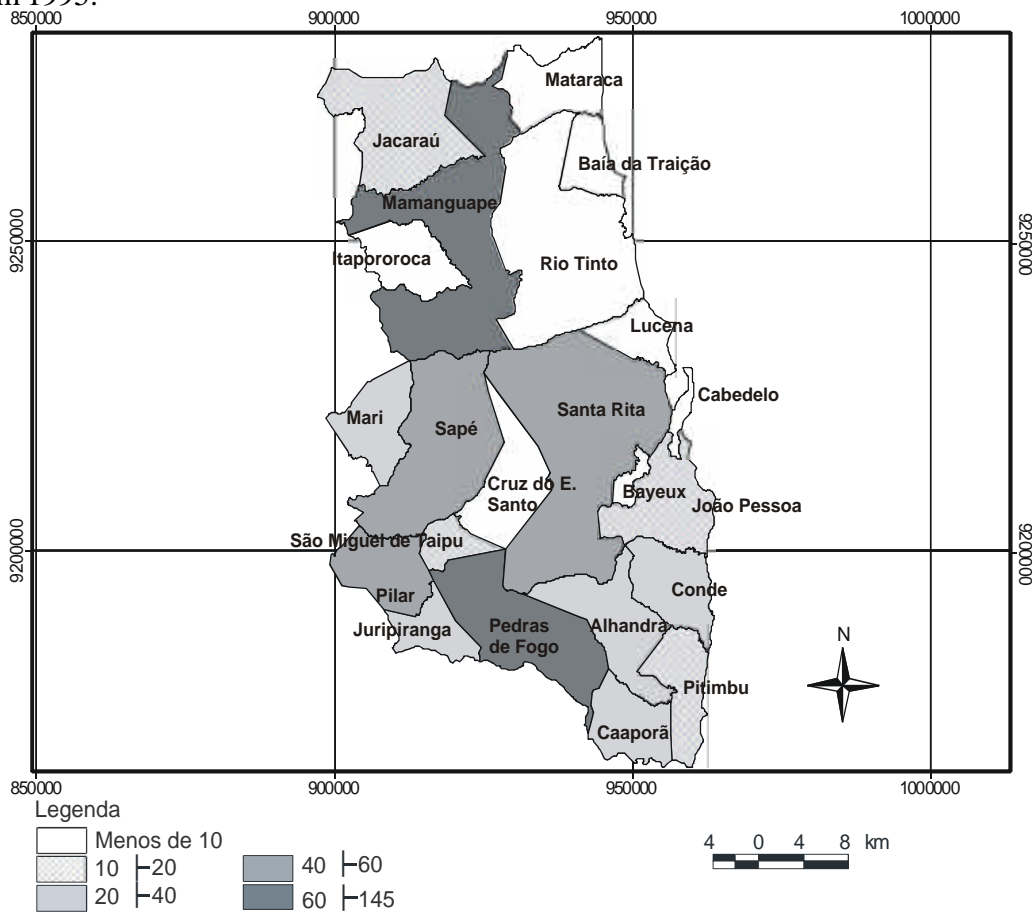 em 1995.
850000 900000 950000 1000000
Mataraca
Jacaraú
Baía da Traição
Mamanguape
9250000 9250000
Itapororoca
Rio Tinto
Lucena
Cabedelo
Mari
Santa Rita
Sapé
Cruz do E.
Santo
Bayeux
João Pessoa
São Miguel de Taipu
9200000 9200000
Conde
Pilar
Juripiranga
Pedras
de Fogo
Alhandra
N
Pitimbu
Caaporã
850000 900000 950000 1000000
Legenda
Menos de 10
10 20
20 40
40 60
60 145
4 0 4 8 km